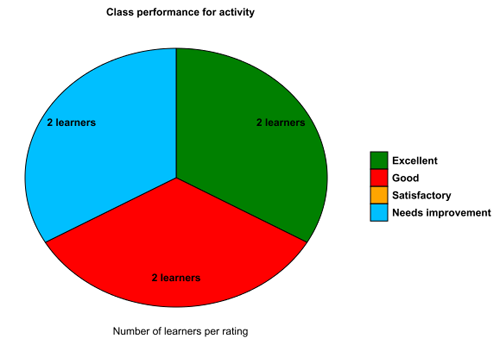 Class performance for activity
2 learners
2 learners
2 learners
Excellent
Good
Satisfactory
Needs improvement
Number of learners per rating